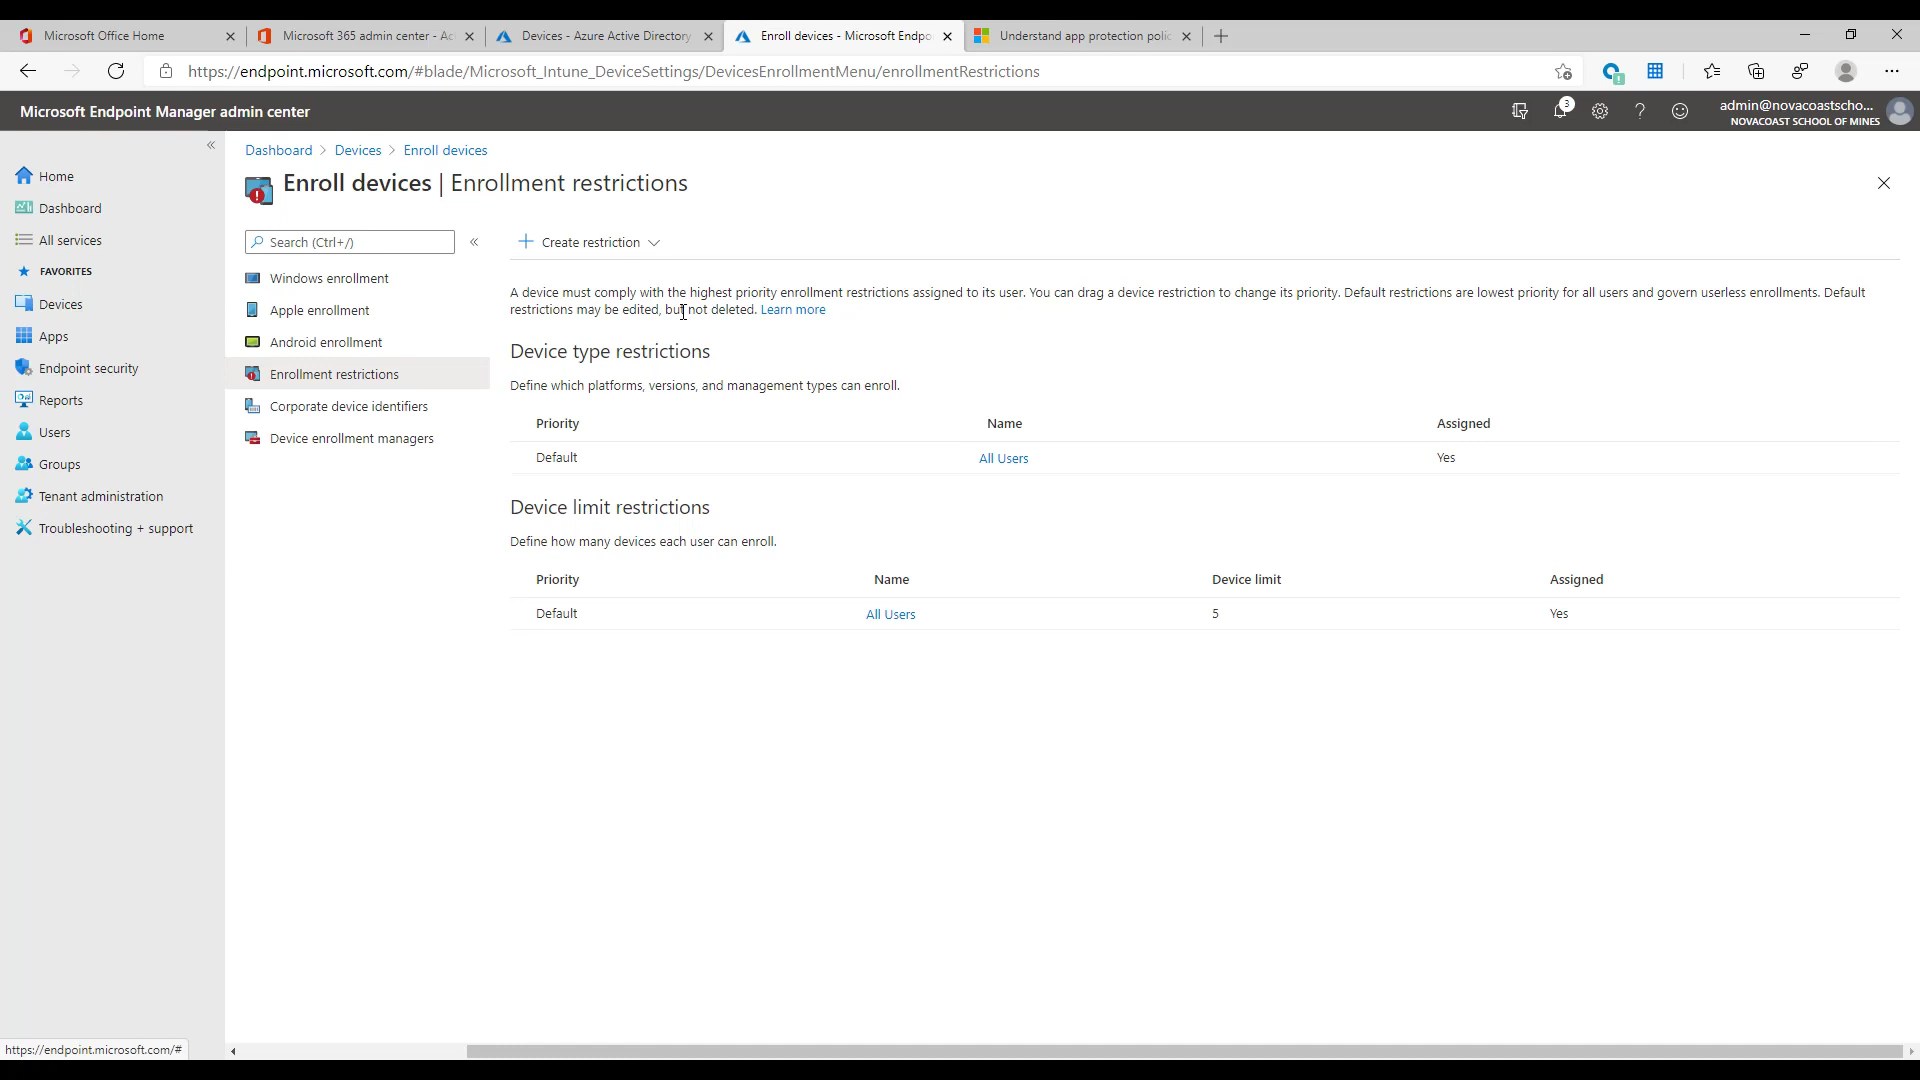 Microsoft Office Home
Microsoft 365 admin center - Ac
Devices - Azure Active Directory
Enroll devices - Microsoft Endpo
Understand app protection polic
https://endpoint.microsoft.com/#blade/Microsoft_Intune_DeviceSettings/DevicesEnrollmentMenu/enrollmentRestrictions
Microsoft Endpoint Manager admin center
3
admin@novacoastscho...
NOVACOAST SCHOOL OF MINES
Dashboard > Devices > Enroll devices
Enroll devices | Enrollment restrictions
Home
Dashboard
All services
FAVORITES
Devices
Apps
Endpoint security
Reports
Users
Groups
Tenant administration
Troubleshooting + support
Search (Ctrl+/)
Windows enrollment
Apple enrollment
Android enrollment
Enrollment restrictions
Corporate device identifiers
Device enrollment managers
Create restriction
A device must comply with the highest priority enrollment restrictions assigned to its user. You can drag a device restriction to change its priority. Default restrictions are lowest priority for all users and govern userless enrollments. Default
restrictions may be edited, but not deleted. Learn more
Device type restrictions
Define which platforms, versions, and management types can enroll.
Priority Name Assigned
Default All Users Yes
Device limit restrictions
Define how many devices each user can enroll.
Priority Name Device limit Assigned
Default All Users 5 Yes
https://endpoint.microsoft.com/#